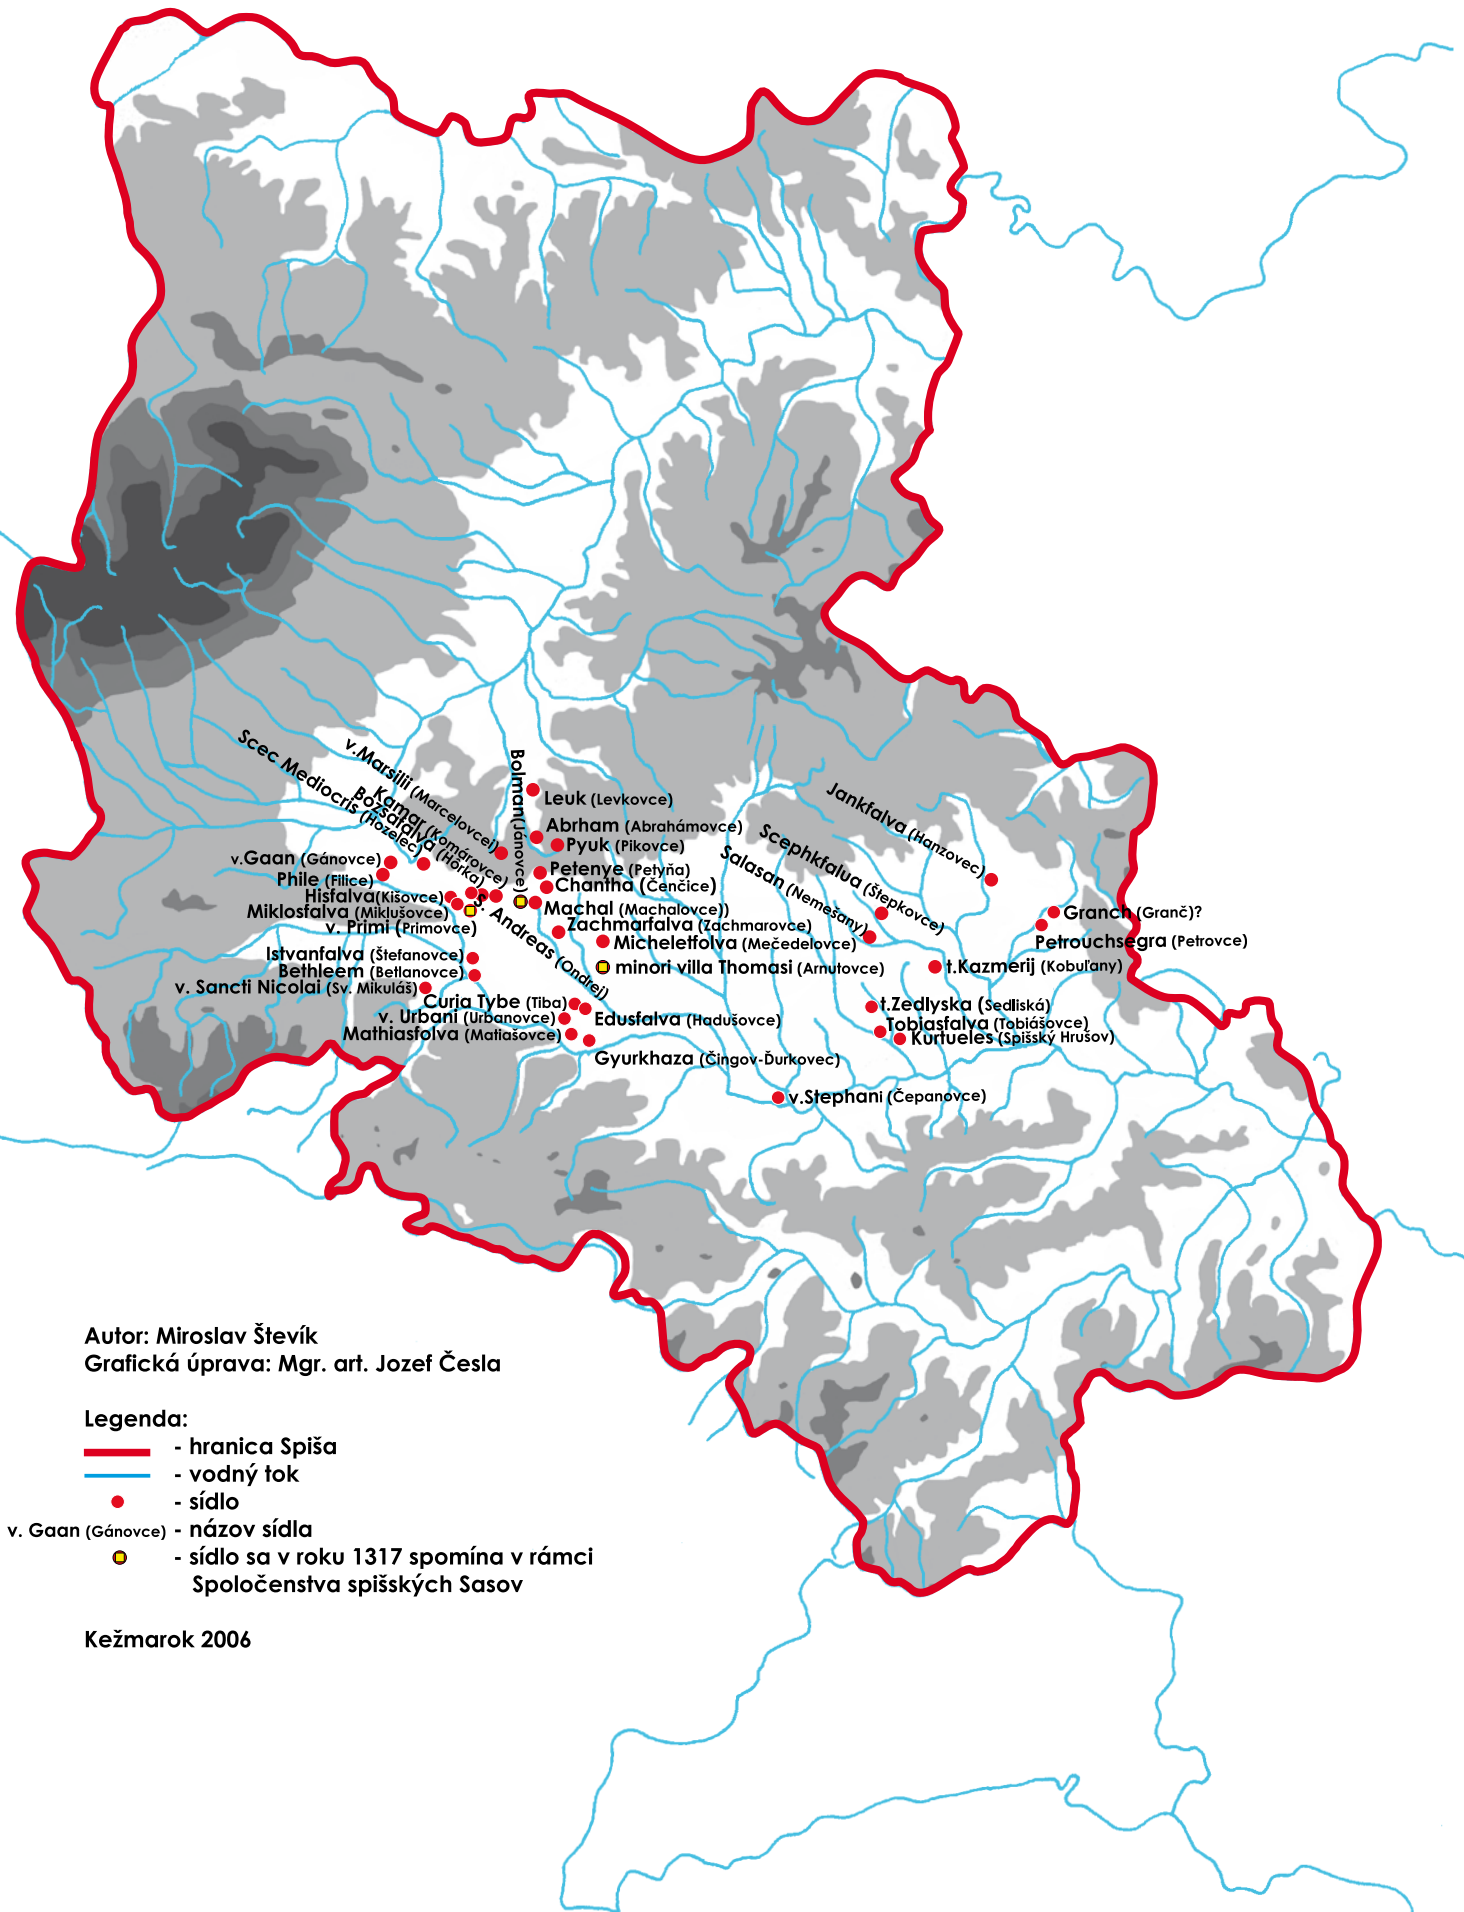 v.Marsilii (Marcelovce)
Scec Mediocris (Hozelec)
Kamar (Komárovce)
Bozsafalva (Hôrka)
Bolman(Jánovce)
Leuk (Levkovce)
Abrham (Abrahámovce)
Pyuk (Pikovce)
Petenye (Petyňa)
Chantha (Čenčice)
Machal (Machalovce))
Zachmarfalva (Zachmarovce)
Micheletfolva (Mečedelovce)
minori villa Thomasi (Arnutovce)
v.Gaan (Gánovce)
Phile (Filice)
Hisfalva(Kišovce)
Miklosfalva (Miklušovce)
v. Primi (Primovce)
S. Andreas (Ondrej)
Istvanfalva (Štefanovce)
Bethleem (Betlanovce)
v. Sancti Nicolai (Sv. Mikuláš)
Curia Tybe (Tiba)
v. Urbani (Urbanovce)
Mathiasfolva (Matiašovce)
Edusfalva (Hadušovce)
Gyurkhaza (Čingov-Ďurkovec)
Jankfalva (Hanzovec)
Scephkfalua (Štepkovce)
Salasan (Nemešany)
Granch (Granč)?
Petrouchsegra (Petrovce)
t.Kazmerij (Kobuľany)
t.Zedlyska (Sedliská)
Tobiasfalva (Tobiášovce)
Kurtueles (Spišský Hrušov)
v.Stephani (Čepanovce)
Autor: Miroslav Števík
Grafická úprava: Mgr. art. Jozef Česla
Legenda:
- hranica Spiša
- vodný tok
- sídlo
v. Gaan (Gánovce) - názov sídla
- sídlo sa v roku 1317 spomína v rámci
Spoločenstva spišských Sasov
Kežmarok 2006